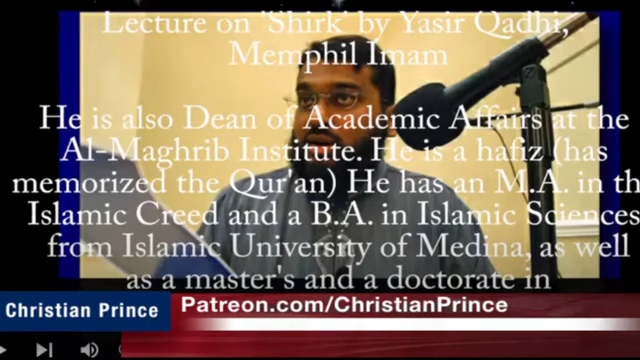 Lecture on 'Shirk' by Yasir Qadhi,
Memphil Imam
He is also Dean of Academic Affairs at the
Al-Maghrib Institute. He is a hafiz (has
memorized the Qur'an) He has an M.A. in th
Islamic Creed and a B.A. in Islamic Sciences
from Islamic University of Medina, as well
as a master's and a doctorate in
Christian Prince
Patreon.com/ChristianPrince